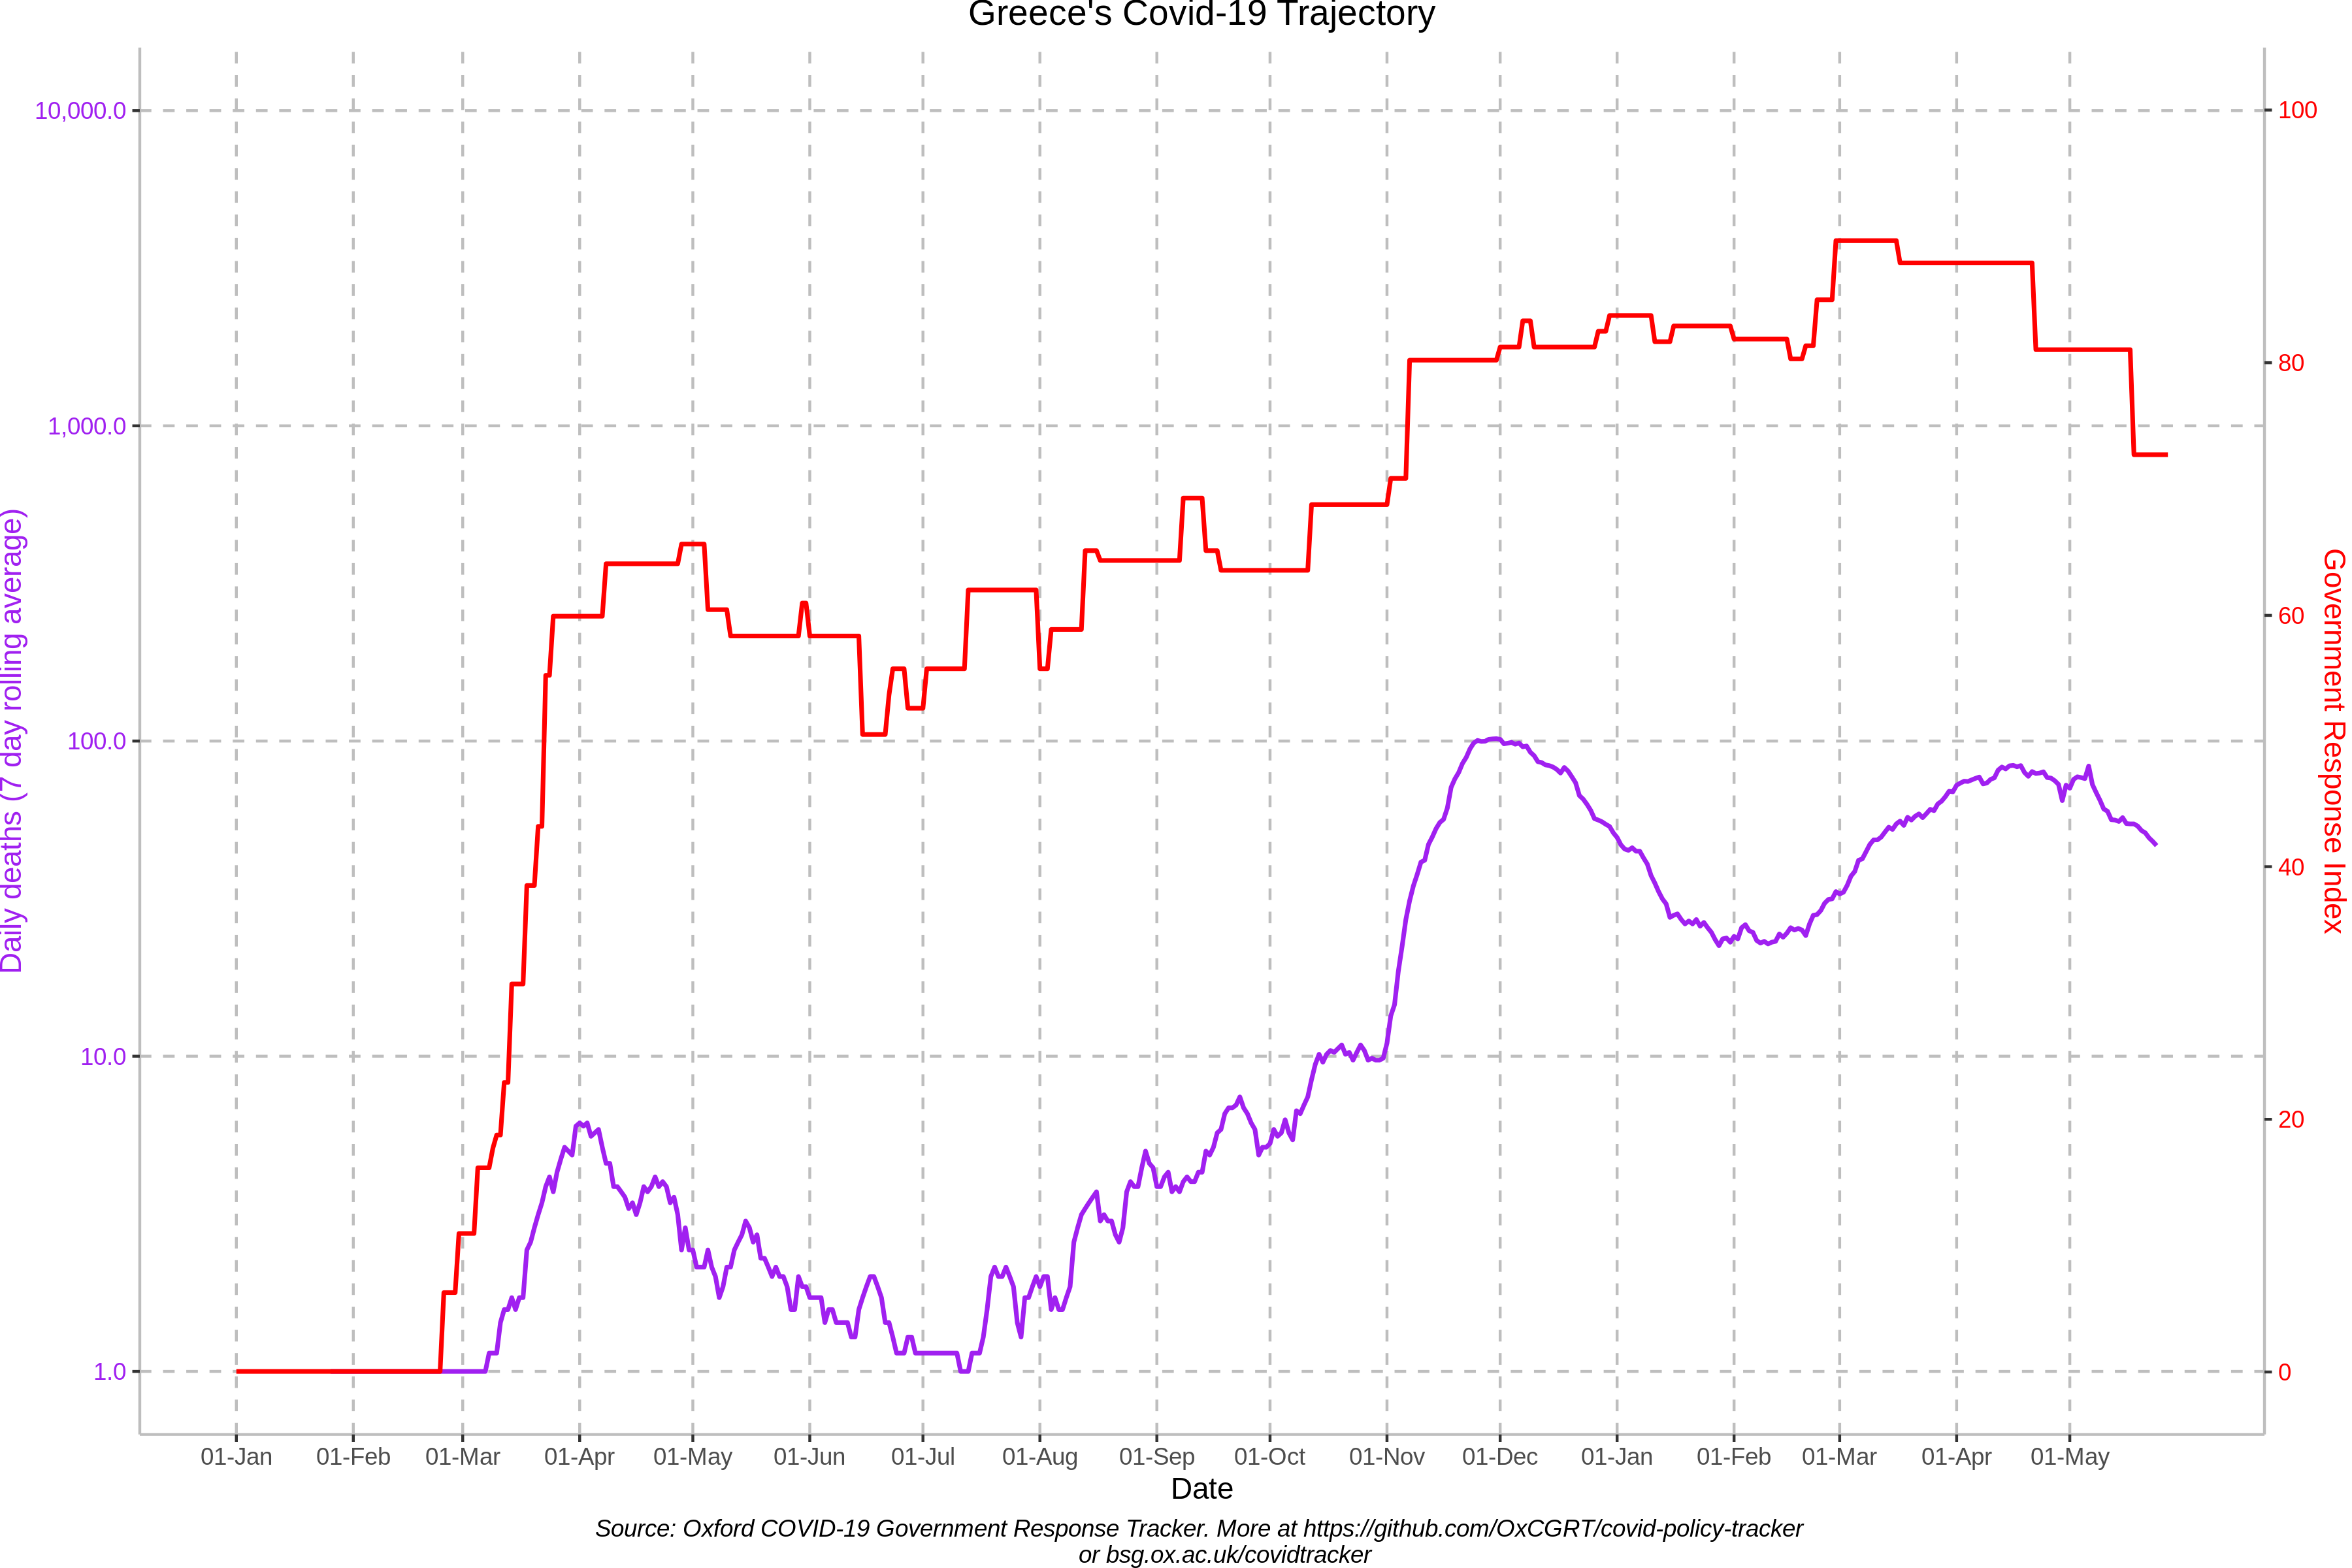 Greece's Covid-19 Trajectory
10,000.0
1,000.0
100.0
10.0
1.0
Daily deaths (7 day rolling average)
100
80
60
40
20
0
Government Response Index
01-Jan 01-Feb 01-Mar 01-Apr 01-May 01-Jun 01-Jul 01-Aug 01-Sep 01-Oct 01-Nov 01-Dec 01-Jan 01-Feb 01-Mar 01-Apr 01-May
Date
Source: Oxford COVID-19 Government Response Tracker. More at https://github.com/OxCGRT/covid-policy-tracker
or bsg.ox.ac.uk/covidtracker